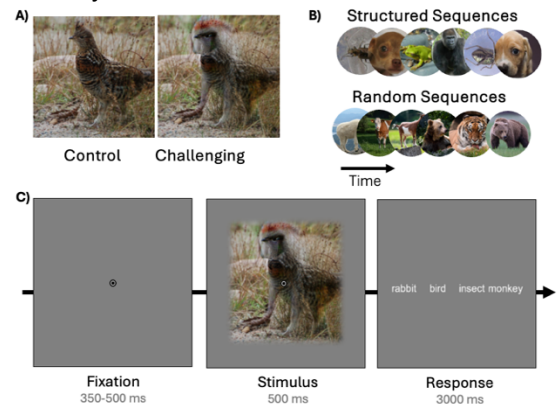 A)
Control
Challenging
B)
Structured Sequences
Random Sequences
Time
C)
rabbit bird insect monkey
Fixation
350-500 ms
Stimulus
500 ms
Response
3000 ms